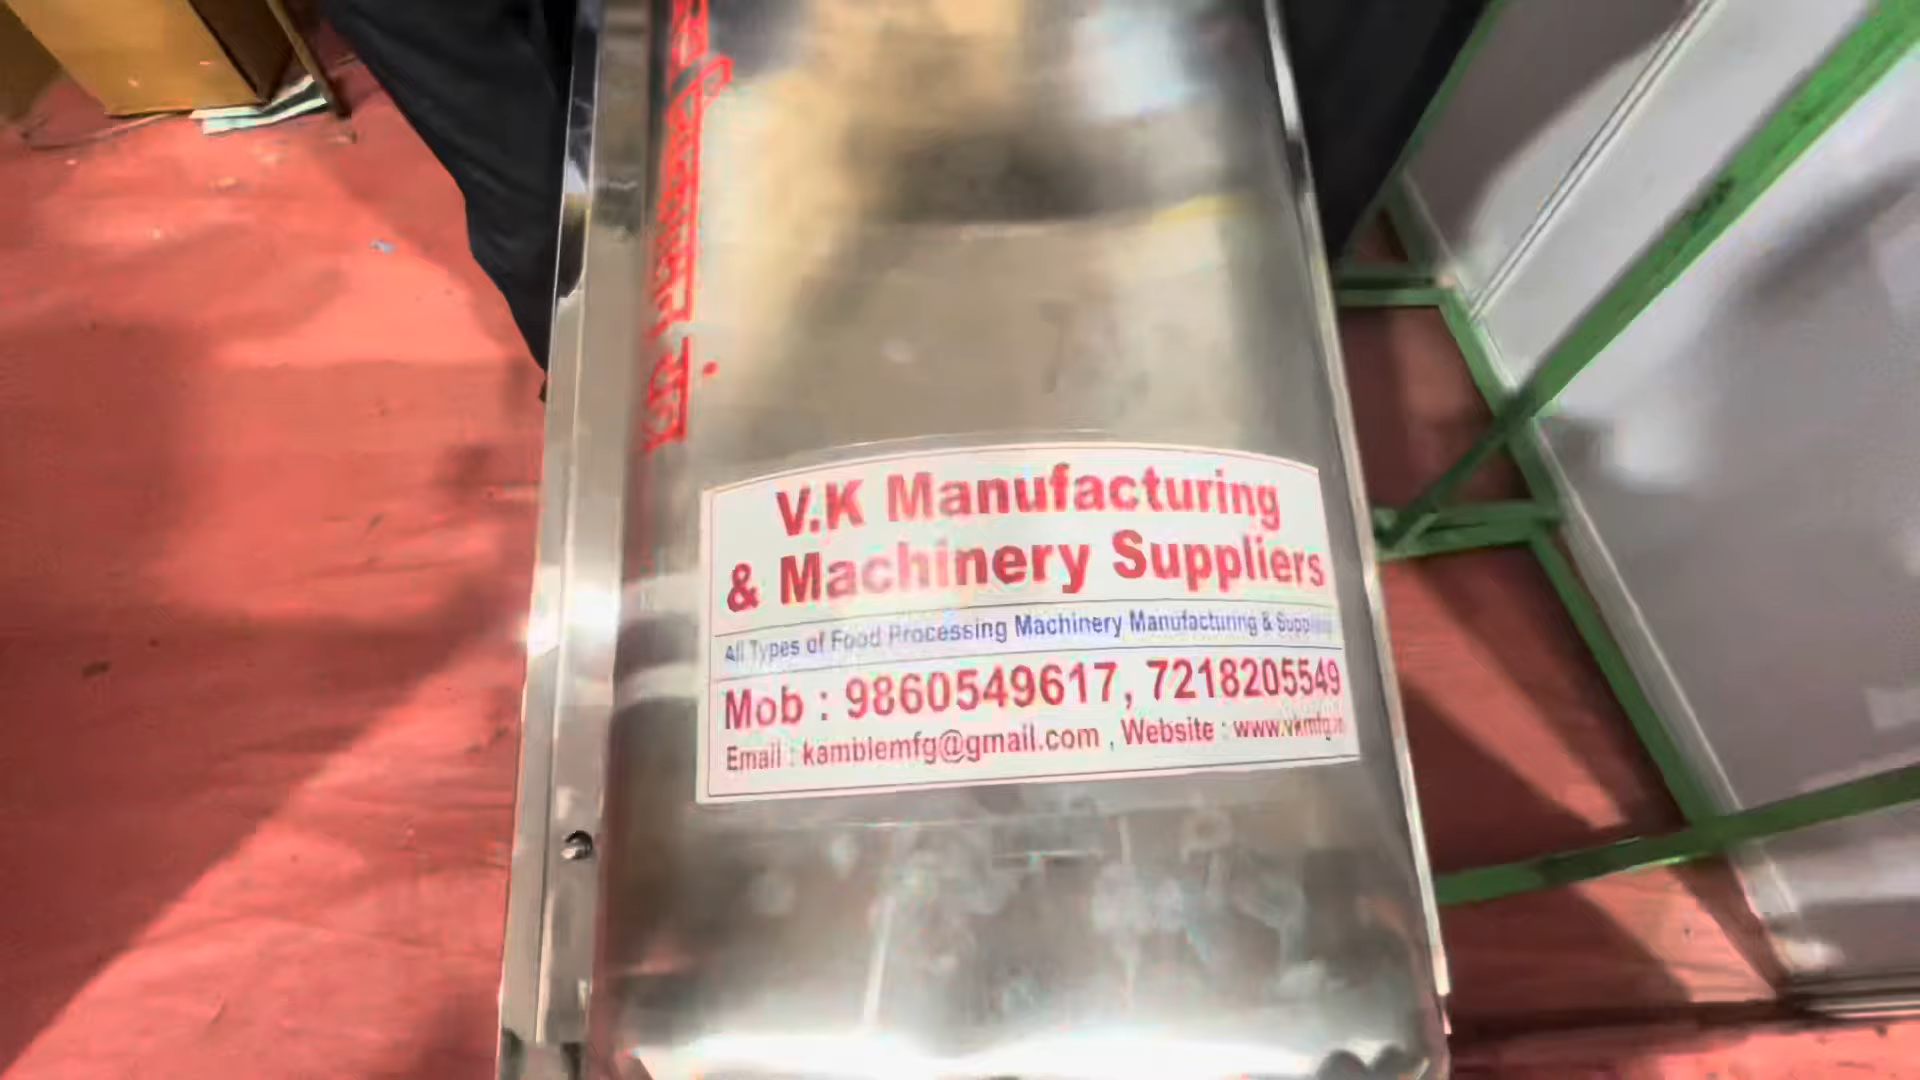 V.K Manufacturing
& Machinery Suppliers
All Types of Food Processing Machinery Manufacturing &
Mob : 9860549617, 7218205549
Email : kamblemfg@gmail.com , Website :